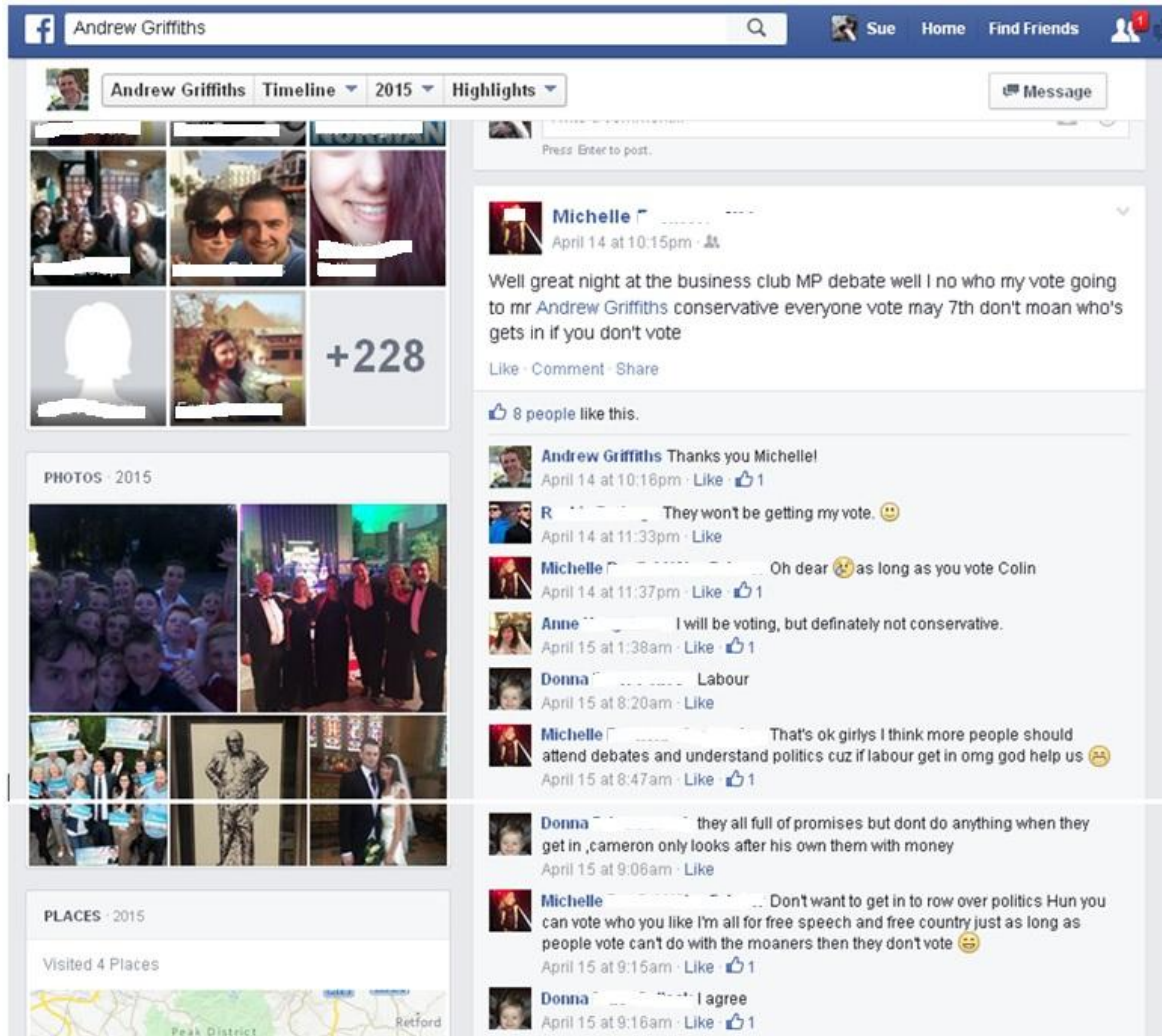 Andrew Griffiths
Sue Home Find Friends 1
Andrew Griffiths Timeline 2015 Highlights
Message
Press Enter to post.
Michelle
April 14 at 10:15pm
Well great night at the business club MP debate well I no who my vote going
to mr Andrew Griffiths conservative everyone vote may 7th don't moan who's
gets in if you don't vote
Like · Comment · Share
8 people like this.
Andrew Griffiths Thanks you Michelle!
April 14 at 10:16pm · Like · 1
R They won't be getting my vote.
April 14 at 11:33pm · Like
Michelle Oh dear as long as you vote Colin
April 14 at 11:37pm · Like · 1
Anne I will be voting, but definately not conservative.
April 15 at 1:38am · Like · 1
Donna Labour
April 15 at 8:20am · Like
Michelle That's ok girlys I think more people should
attend debates and understand politics cuz if labour get in omg god help us
April 15 at 8:47am · Like · 1
Donna they all full of promises but dont do anything when they
get in ,cameron only looks after his own them with money
April 15 at 9:06am · Like
Michelle Don't want to get in to row over politics Hun you
can vote who you like I'm all for free speech and free country just as long as
people vote can't do with the moaners then they don't vote
April 15 at 9:15am · Like · 1
Donna I agree
April 15 at 9:16am · Like · 1
+228
PHOTOS · 2015
PLACES · 2015
Visited 4 Places
Peak District
Retford